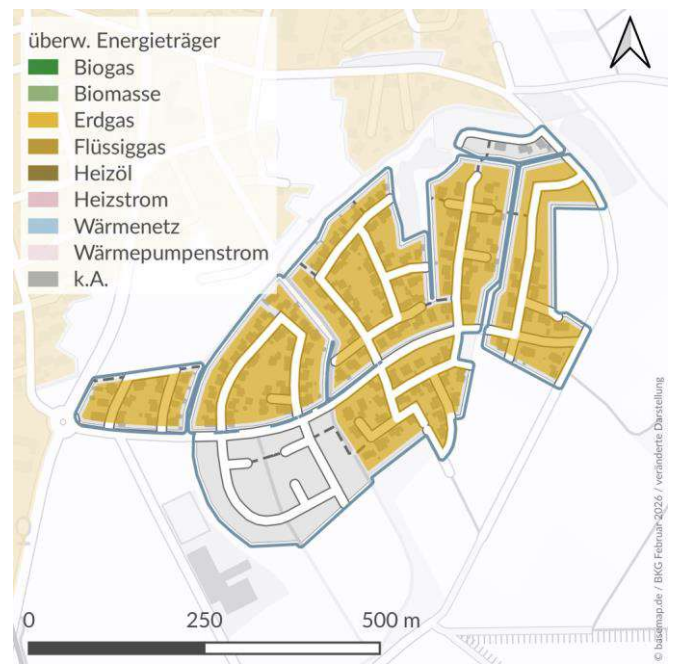 überw. Energieträger
Biogas
Biomasse
Erdgas
Flüssiggas
Heizöl
Heizstrom
Wärmenetz
Wärmepumpenstrom
k.A.
© basemap.de / BKG Februar 2026 / veränderte Darstellung
0 250 500 m